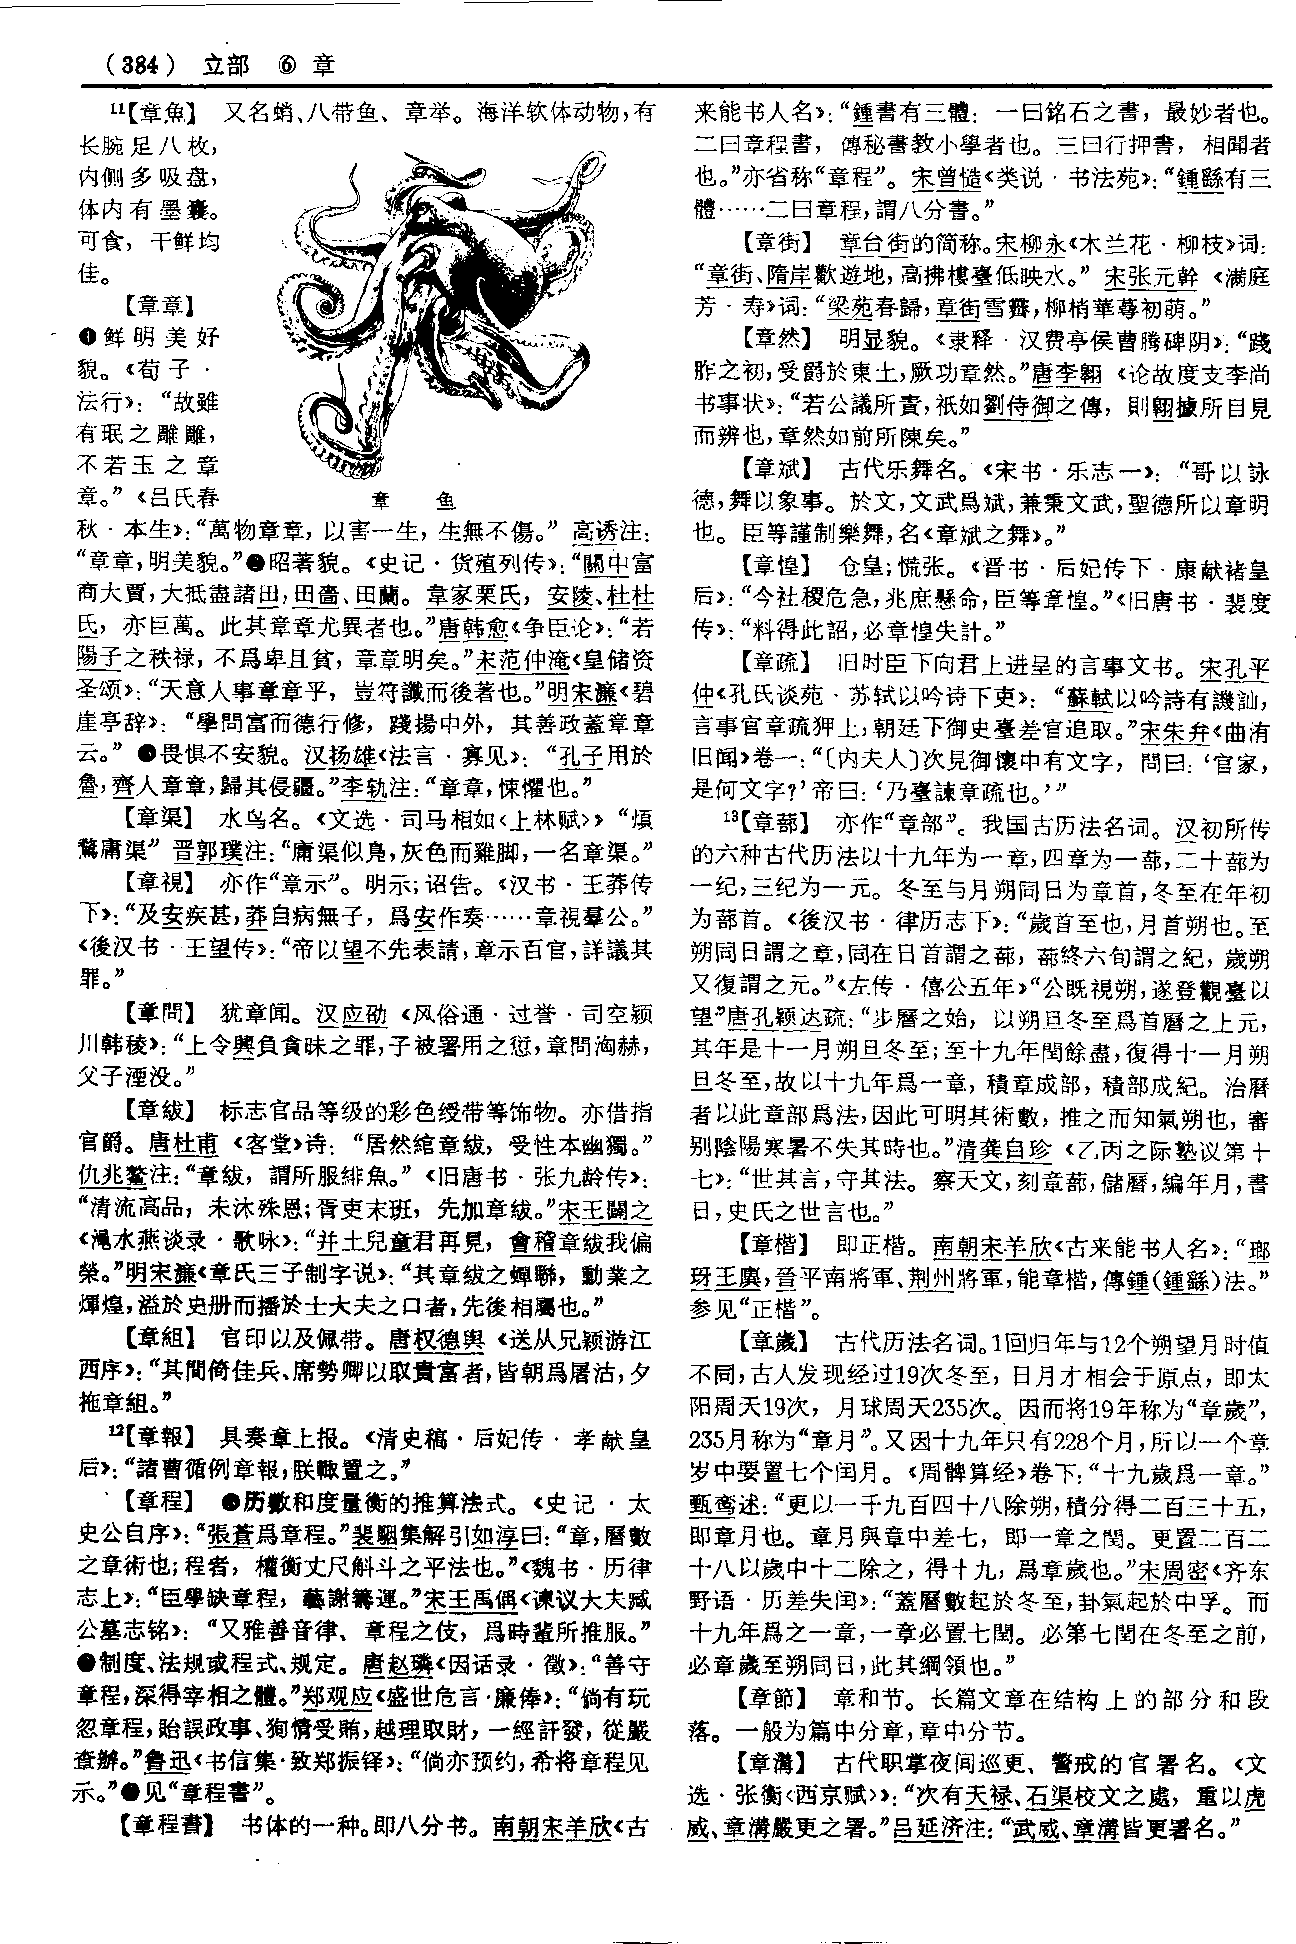 (384) 立部 ⑥ 章
11【章魚】 又名蛸、八带鱼、章举。海洋软体动物,有
长腕足八枚,
内侧多吸盘,
体内有墨囊。
可食,干鲜均
佳。
【章章】
❶鲜明美好
貌。《荀子·
法行》:“故雖
有珉之雕雕,
不若玉之章
章。”《吕氏春
章 鱼
秋·本生》:“萬物章章,以害一生,生無不傷。”高诱注:
“章章,明美貌。”❷昭著貌。《史记·货殖列传》:“關中富
商大賈,大抵盡諸田,田嗇、田蘭。韋家栗氏,安陵、杜杜
氏,亦巨萬。此其章章尤異者也。”唐韩愈《争臣论》:“若
陽子之秩禄,不爲卑且貧,章章明矣。”宋范仲淹《皇储资
圣颂》:“天意人事章章乎,豈符讖而後著也。”明宋濂《碧
崖亭辞》:“學問富而德行修,踐揚中外,其善政蓋章章
云。”❸畏惧不安貌。汉扬雄《法言·寡见》:“孔子用於
魯,齊人章章,歸其侵疆。”李轨注:“章章,悚懼也。”
【章渠】 水鸟名。《文选·司马相如〈上林赋〉》“煩
鶩庸渠”晋郭璞注:“庸渠似鳧,灰色而雞脚,一名章渠。”
【章視】 亦作“章示”。明示;诏告。《汉书·王莽传
下》:“及安疾甚,莽自病無子,爲安作奏……章視羣公。”
《後汉书·王望传》:“帝以望不先表請,章示百官,詳議其
罪。”
【章問】 犹章闻。汉应劭《风俗通·过誉·司空颍
川韩稜》:“上令興負貪昧之罪,子被署用之愆,章問洶赫,
父子湮没。”
【章紱】 标志官品等级的彩色绶带等饰物。亦借指
官爵。唐杜甫《客堂》诗:“居然綰章紱,受性本幽獨。”
仇兆鳌注:“章紱,謂所服緋魚。”《旧唐书·张九龄传》:
“清流高品,未沐殊恩;胥吏末班,先加章紱。”宋王闢之
《渑水燕谈录·歌咏》:“并土兒童君再見,會稽章紱我偏
榮。”明宋濂《章氏三子制字说》:“其章紱之蟬聯,勳業之
煇煌,溢於史册而播於士大夫之口者,先後相屬也。”
【章組】 官印以及佩带。唐权德舆《送从兄颍游江
西序》:“其間倚佳兵、席勢卿以取貴富者,皆朝爲屠沽,夕
拖章組。”
12【章報】 具奏章上报。《清史稿·后妃传·孝献皇
后》:“諸曹循例章報,朕輒置之。”
【章程】 ❶历数和度量衡的推算法式。《史记·太
史公自序》:“張蒼爲章程。”裴駰集解引如淳曰:“章,曆數
之章術也;程者,權衡丈尺斛斗之平法也。”《魏书·历律
志上》:“臣學缺章程,藝謝籌運。”宋王禹偁《谏议大夫臧
公墓志铭》:“又雅善音律、章程之伎,爲時輩所推服。”
❷制度、法规或程式、规定。唐赵璘《因话录·徵》:“善守
章程,深得宰相之體。”郑观应《盛世危言·廉俸》:“倘有玩
忽章程,貽誤政事、狥情受賄,越理取財,一經訐發,從嚴
查辦。”鲁迅《书信集·致郑振铎》:“倘亦预约,希将章程见
示。”❸见“章程書”。
【章程書】 书体的一种。即八分书。南朝宋羊欣《古
来能书人名》:“鍾書有三體:一曰銘石之書,最妙者也。
二曰章程書,傳秘書教小學者也。三曰行押書,相聞者
也。”亦省称“章程”。宋曾慥《类说·书法苑》:“鍾繇有三
體……二曰章程,謂八分書。”
【章街】 章台街的简称。宋柳永《木兰花·柳枝》词:
“章街、隋岸歡遊地,高拂樓臺低映水。”宋张元幹《满庭
芳·寿》词:“梁苑春歸,章街雪霽,柳梢華萼初萌。”
【章然】 明显貌。《隶释·汉费亭侯曹腾碑阴》:“踐
胙之初,受爵於東土,厥功章然。”唐李翱《论故度支李尚
书事状》:“若公議所責,衹如劉侍御之傳,則翱據所目見
而辨也,章然如前所陳矣。”
【章斌】 古代乐舞名。《宋书·乐志一》:“哥以詠
德,舞以象事。於文,文武爲斌,兼秉文武,聖德所以章明
也。臣等謹制樂舞,名《章斌之舞》。”
【章惶】 仓皇;慌张。《晋书·后妃传下·康献褚皇
后》:“今社稷危急,兆庶懸命,臣等章惶。”《旧唐书·裴度
传》:“料得此詔,必章惶失計。”
【章疏】 旧时臣下向君上进呈的言事文书。宋孔平
仲《孔氏谈苑·苏轼以吟诗下吏》:“蘇軾以吟詩有譏訕,
言事官章疏狎上,朝廷下御史臺差官追取。”宋朱弁《曲洧
旧闻》卷一:“〔内夫人〕次見御懷中有文字,問曰:‘官家,
是何文字?’帝曰:‘乃臺諫章疏也。’”
13【章蔀】 亦作“章部”。我国古历法名词。汉初所传
的六种古代历法以十九年为一章,四章为一蔀,二十蔀为
一纪,三纪为一元。冬至与月朔同日为章首,冬至在年初
为蔀首。《後汉书·律历志下》:“歲首至也,月首朔也。至
朔同日謂之章,同在日首謂之蔀,蔀終六旬謂之紀,歲朔
又復謂之元。”《左传·僖公五年》“公既視朔,遂登觀臺以
望”唐孔颖达疏:“步曆之始,以朔旦冬至爲首曆之上元,
其年是十一月朔旦冬至;至十九年閏餘盡,復得十一月朔
旦冬至,故以十九年爲一章,積章成部,積部成紀。治曆
者以此章部爲法,因此可明其術數,推之而知氣朔也,審
别陰陽寒暑不失其時也。”清龚自珍《乙丙之际塾议第十
七》:“世其言,守其法。察天文,刻章蔀,儲曆,編年月,書
日,史氏之世言也。”
【章楷】 即正楷。南朝宋羊欣《古来能书人名》:“瑯
玡王廙,晉平南將軍、荆州將軍,能章楷,傳鍾(鍾繇)法。”
参见“正楷”。
【章歲】 古代历法名词。1回归年与12个朔望月时值
不同,古人发现经过19次冬至,日月才相会于原点,即太
阳周天19次,月球周天235次。因而将19年称为“章歲”,
235月称为“章月”。又因十九年只有228个月,所以一个章
岁中要置七个闰月。《周髀算经》卷下:“十九歲爲一章。”
甄鸾述:“更以一千九百四十八除朔,積分得二百三十五,
即章月也。章月與章中差七,即一章之閏。更置二百二
十八以歲中十二除之,得十九,爲章歲也。”宋周密《齐东
野语·历差失闰》:“蓋曆數起於冬至,卦氣起於中孚。而
十九年爲之一章,一章必置七閏。必第七閏在冬至之前,
必章歲至朔同日,此其綱領也。”
【章節】 章和节。长篇文章在结构上的部分和段
落。一般为篇中分章,章中分节。
【章溝】 古代职掌夜间巡更、警戒的官署名。《文
选·张衡〈西京赋〉》:“次有天禄、石渠校文之處,重以虎
威、章溝嚴更之署。”吕延济注:“武威、章溝皆更署名。”